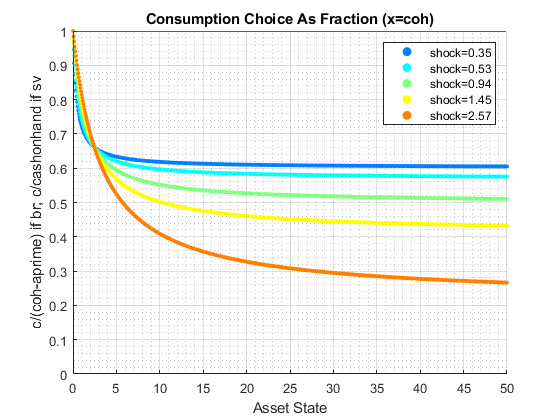 Consumption Choice As Fraction (x=coh)
c/(coh-aprime) if br, c/cashonhand if sv
1
0.9
0.8
0.7
0.6
0.5
0.4
0.3
0.2
0.1
0
shock=0.35
shock=0.53
shock=0.94
shock=1.45
shock=2.57
0 5 10 15 20 25 30 35 40 45 50
Asset State